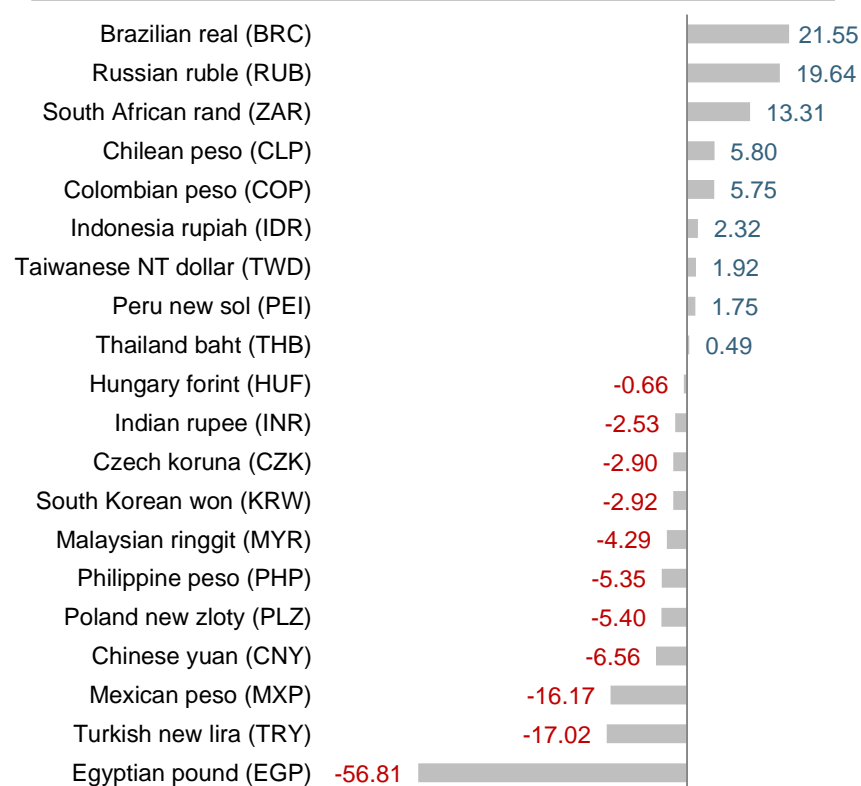 Brazilian real (BRC) 21.55
Russian ruble (RUB) 19.64
South African rand (ZAR) 13.31
Chilean peso (CLP) 5.80
Colombian peso (COP) 5.75
Indonesia rupiah (IDR) 2.32
Taiwanese NT dollar (TWD) 1.92
Peru new sol (PEI) 1.75
Thailand baht (THB) 0.49
Hungary forint (HUF) -0.66
Indian rupee (INR) -2.53
Czech koruna (CZK) -2.90
South Korean won (KRW) -2.92
Malaysian ringgit (MYR) -4.29
Philippine peso (PHP) -5.35
Poland new zloty (PLZ) -5.40
Chinese yuan (CNY) -6.56
Mexican peso (MXP) -16.17
Turkish new lira (TRY) -17.02
Egyptian pound (EGP) -56.81